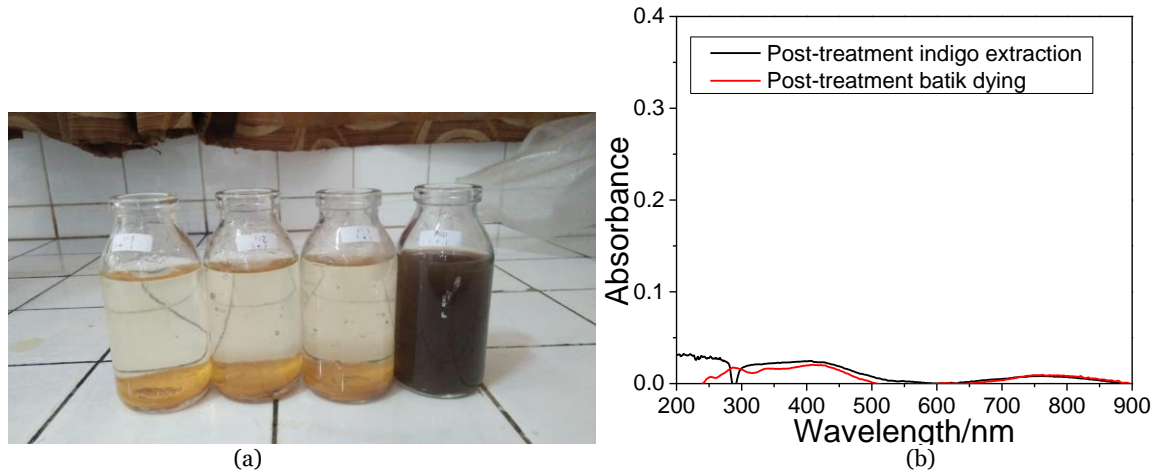 0.4
Post-treatment indigo extraction
Post-treatment batik dying
0.3
0.2
0.1
0.0
Absorbance
200 300 400 500 600 700 800 900
Wavelength/nm
(a)
(b)